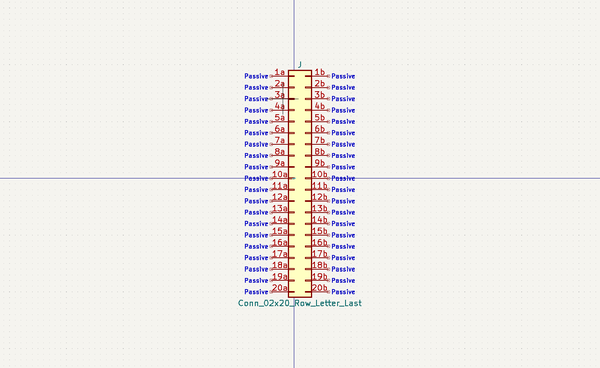 J
1a 1b
Passive Passive
2a 2b
Passive Passive
3a 3b
Passive Passive
4a 4b
Passive Passive
5a 5b
Passive Passive
6a 6b
Passive Passive
7a 7b
Passive Passive
8a 8b
Passive Passive
9a 9b
Passive Passive
10a 10b
Passive Passive
11a 11b
Passive Passive
12a 12b
Passive Passive
13a 13b
Passive Passive
14a 14b
Passive Passive
15a 15b
Passive Passive
16a 16b
Passive Passive
17a 17b
Passive Passive
18a 18b
Passive Passive
19a 19b
Passive Passive
20a 20b
Passive Passive
Conn_02x20_Row_Letter_Last